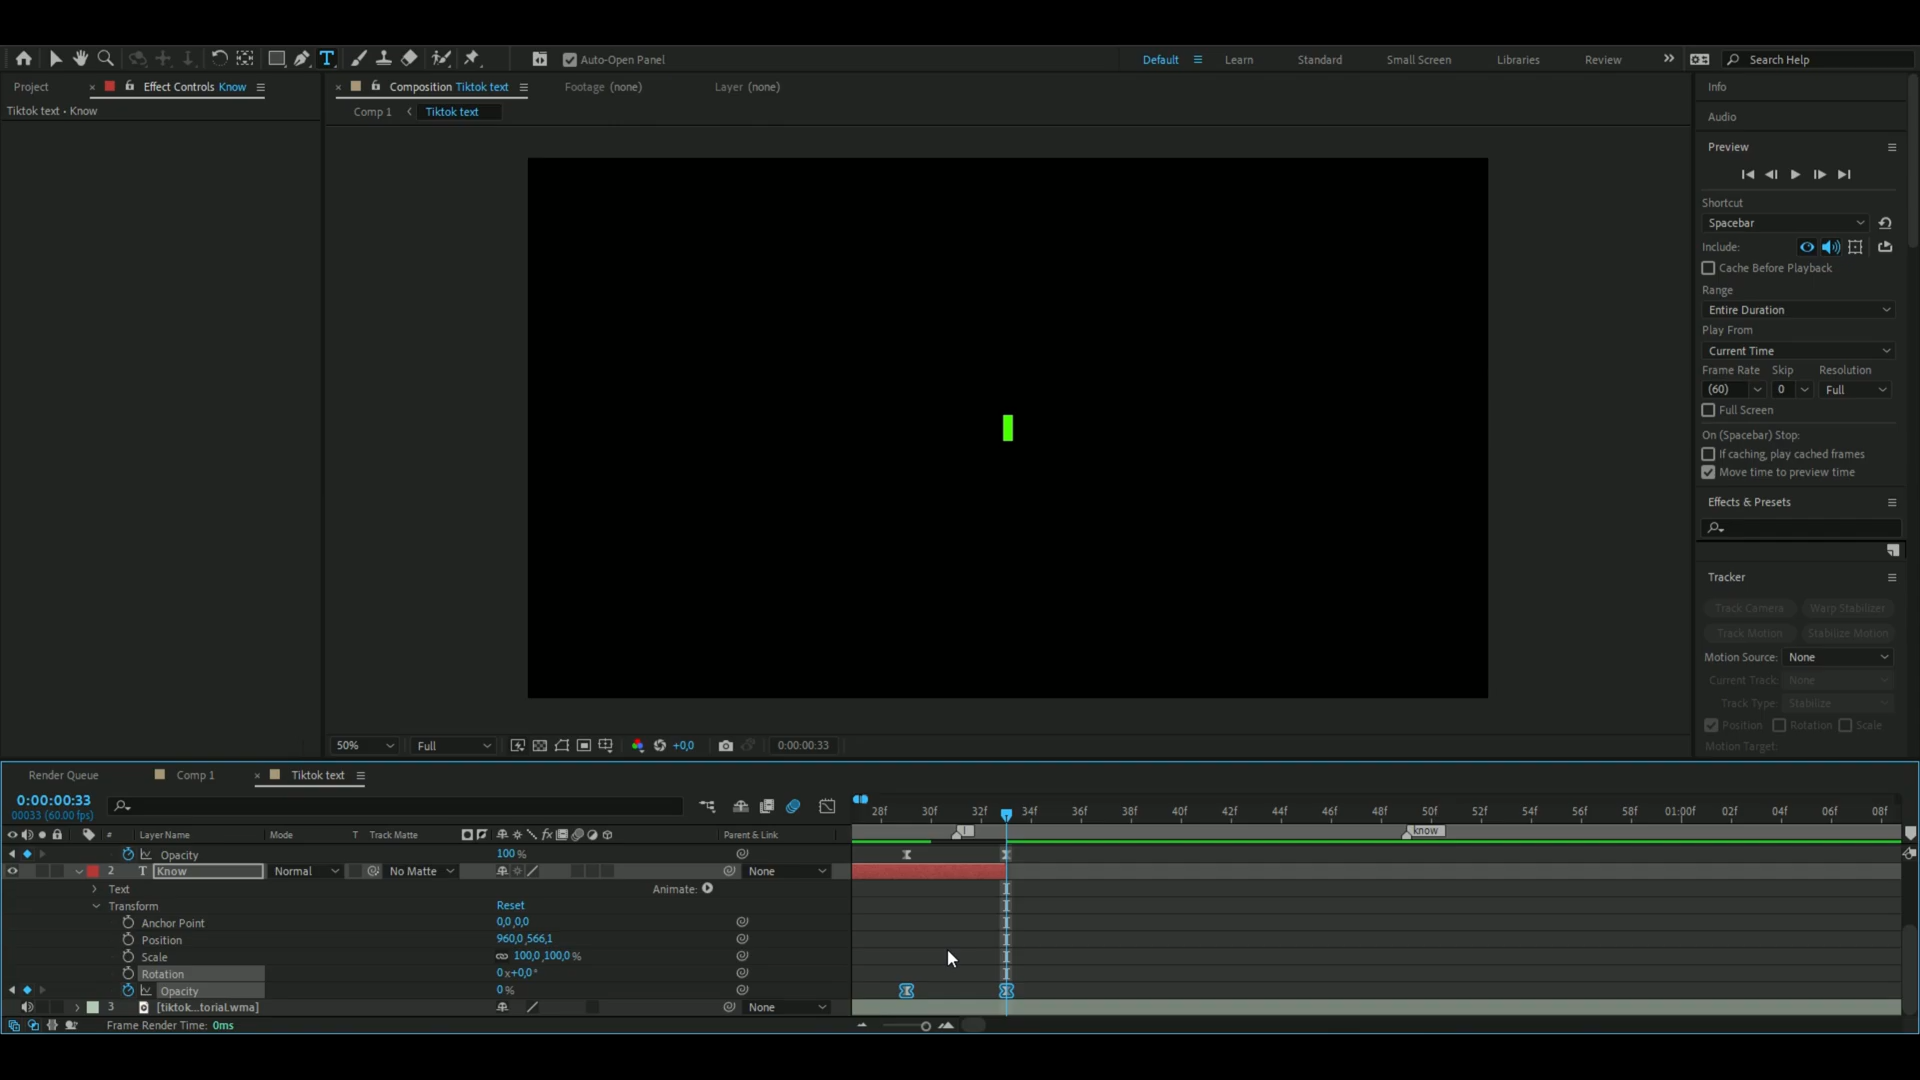 Auto-Open Panel
Default
Learn
Standard
Small Screen
Libraries
Review
Search Help
Project
Effect Controls Know
Composition Tiktok text
Footage (none)
Layer (none)
Info
Tiktok text • Know
Comp 1
Tiktok text
Audio
Preview
Shortcut
Spacebar
Include:
Cache Before Playback
Range
Entire Duration
Play From
Current Time
Frame Rate Skip Resolution
(60) 0 Full
Full Screen
On (Spacebar) Stop:
If caching, play cached frames
Move time to preview time
Effects & Presets
Tracker
Track Camera Warp Stabilizer
Track Motion Stabilize Motion
Motion Source: None
Current Track: None
Track Type: Stabilize
Position Rotation Scale
Motion Target:
50% Full +0,0 0:00:00:33
Render Queue
Comp 1
Tiktok text
0:00:00:33
00033 (60.00 fps)
28f 30f 32f 34f 36f 38f 40f 42f 44f 46f 48f 50f 52f 54f 56f 58f 01:00f 02f 04f 06f 08f
# Layer Name Mode T Track Matte Parent & Link
I know
Opacity 100 %
2 T Know Normal No Matte None
Text Animate:
Transform Reset
Anchor Point 0,0 ,0,0
Position 960,0 ,566,1
Scale 100,0 ,100,0 %
Rotation 0 x+0,0 °
Opacity 0 %
3 [tiktok...torial.wma] None
Frame Render Time: 0ms